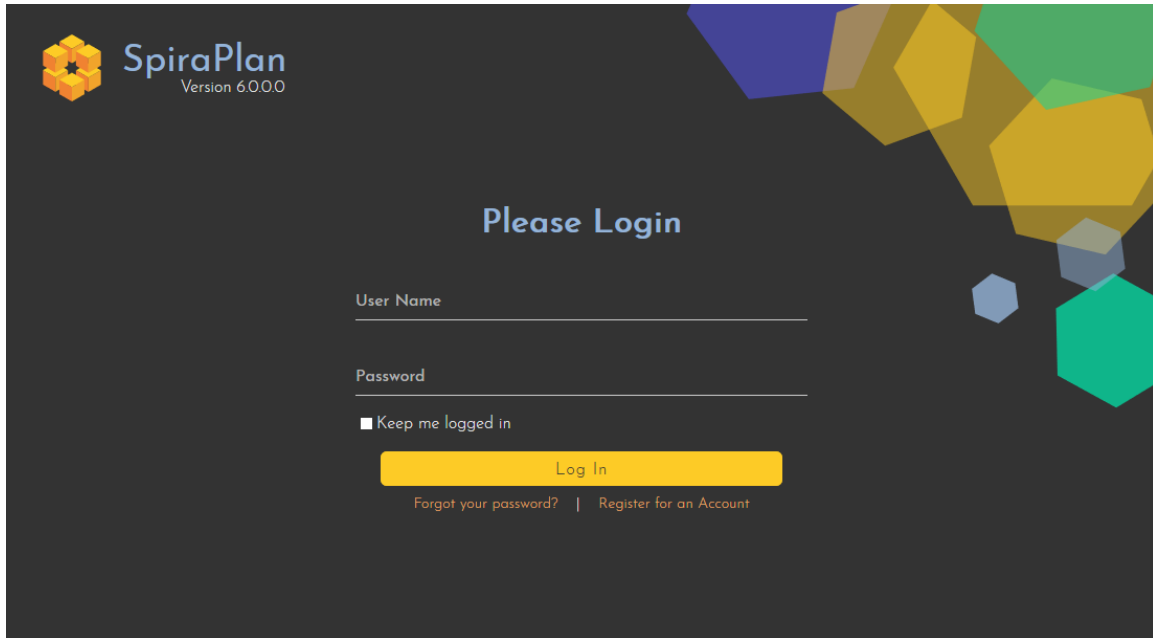 SpiraPlan
Version 6.0.0.0
Please Login
User Name
Password
Keep me logged in
Log In
Forgot your password? | Register for an Account